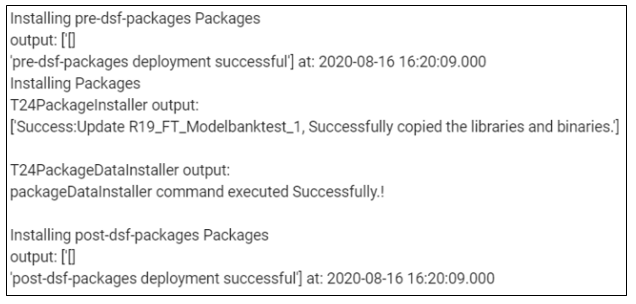 Installing pre-dsf-packages Packages
output: ['[]
'pre-dsf-packages deployment successful'] at: 2020-08-16 16:20:09.000
Installing Packages
T24PackageInstaller output:
['Success:Update R19_FT_Modelbanktest_1, Successfully copied the libraries and binaries.']
T24PackageDataInstaller output:
packageDataInstaller command executed Successfully.!
Installing post-dsf-packages Packages
output: ['[]
'post-dsf-packages deployment successful'] at: 2020-08-16 16:20:09.000